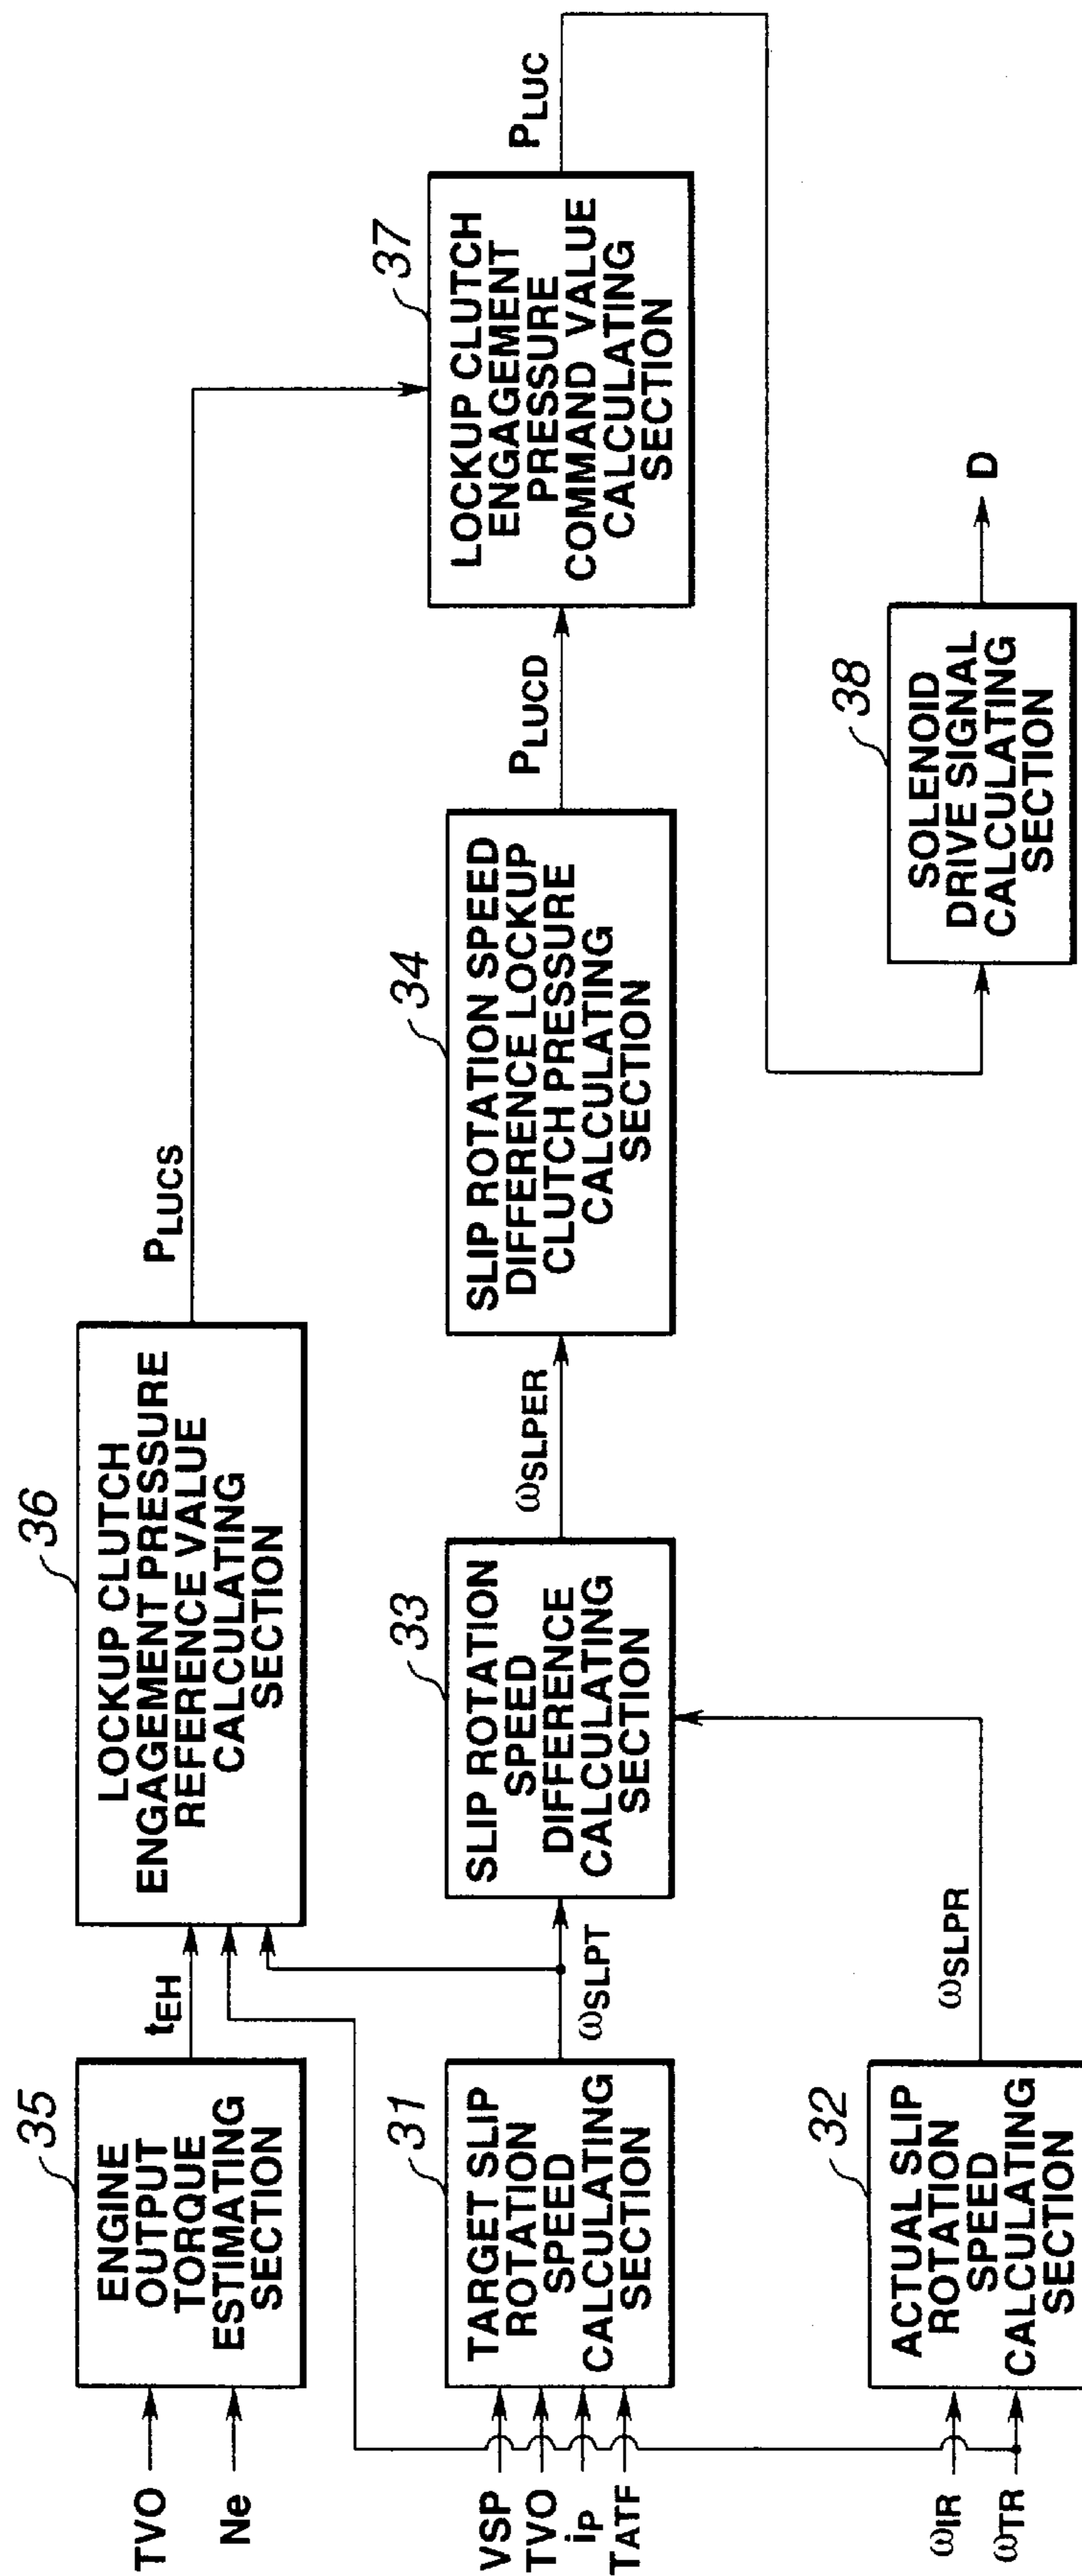 TVO
Ne
35
ENGINE
OUTPUT
TORQUE
ESTIMATING
SECTION
tEH
36
LOCKUP CLUTCH
ENGAGEMENT PRESSURE
REFERENCE VALUE
CALCULATING
SECTION
PLUCS
VSP
TVO
iP
TATF
31
TARGET SLIP
ROTATION
SPEED
CALCULATING
SECTION
ωSLPT
33
SLIP ROTATION
SPEED
DIFFERENCE
CALCULATING
SECTION
ωSLPER
34
SLIP ROTATION SPEED
DIFFERENCE LOCKUP
CLUTCH PRESSURE
CALCULATING
SECTION
PLUCD
37
LOCKUP CLUTCH
ENGAGEMENT
PRESSURE
COMMAND VALUE
CALCULATING
SECTION
PLUC
ωIR
ωTR
32
ACTUAL SLIP
ROTATION
SPEED
CALCULATING
SECTION
ωSLPR
38
SOLENOID
DRIVE SIGNAL
CALCULATING
SECTION
D